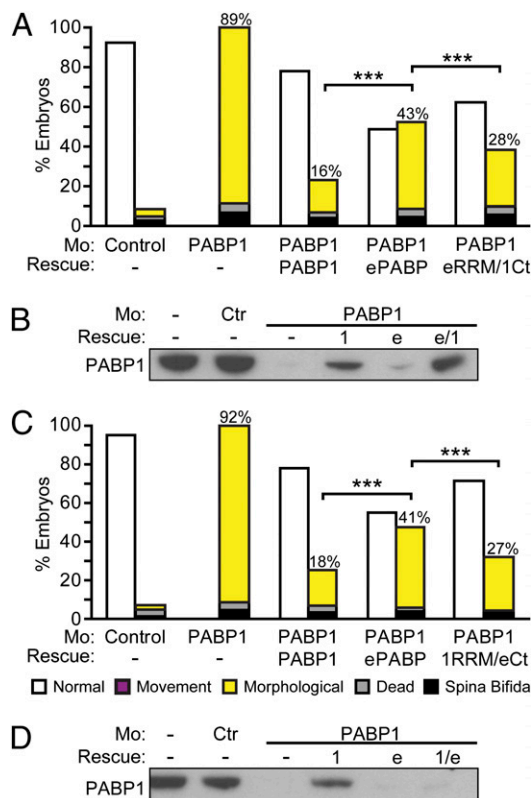 A
% Embryos
100
80
60
40
20
0
89%
***
***
16%
43%
28%
Mo: Control PABP1 PABP1 PABP1 PABP1
Rescue: - - PABP1 ePABP eRRM/1Ct
B
Mo: - Ctr PABP1
Rescue: - - - 1 e e/1
PABP1
C
% Embryos
100
80
60
40
20
0
92%
***
***
18%
41%
27%
Mo: Control PABP1 PABP1 PABP1 PABP1
Rescue: - - PABP1 ePABP 1RRM/eCt
Normal Movement Morphological Dead Spina Bifida
D
Mo: - Ctr PABP1
Rescue: - - - 1 e 1/e
PABP1